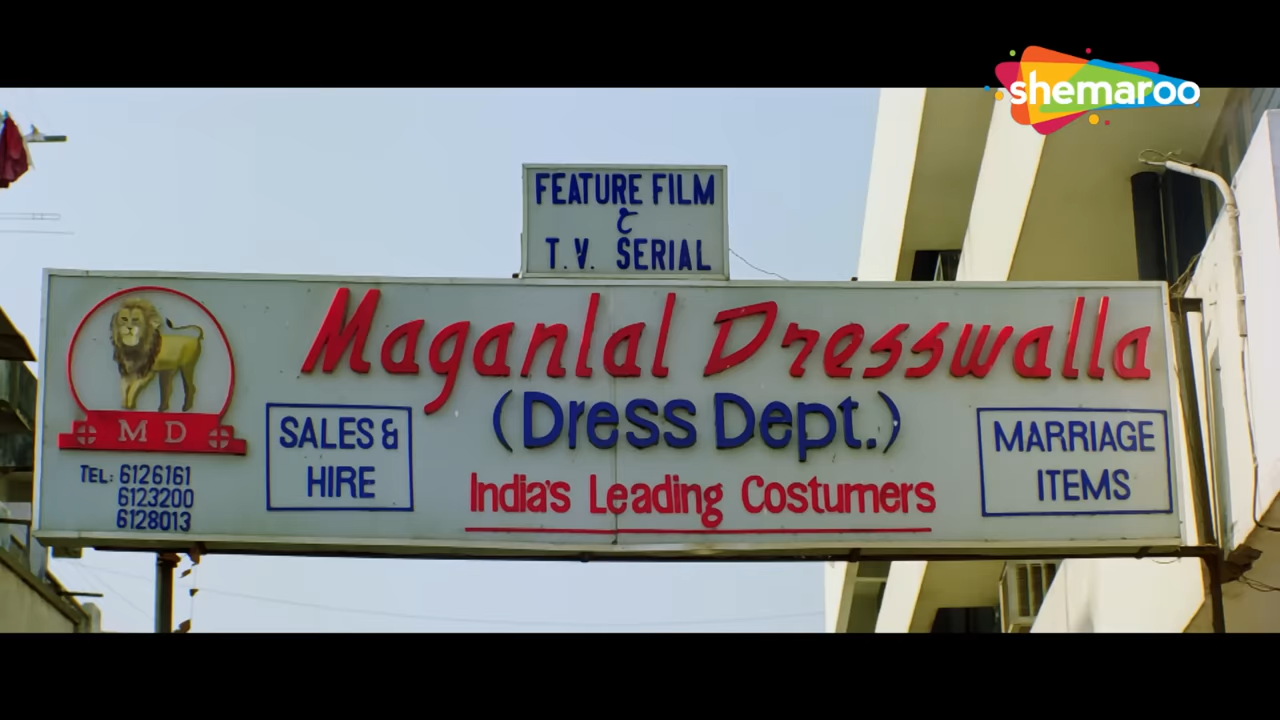 shemaroo
FEATURE FILM
&
T.V. SERIAL
Maganlal Dresswalla
(Dress Dept.)
India's Leading Costumers
M D
TEL: 6126161
6123200
6128013
SALES &
HIRE
MARRIAGE
ITEMS